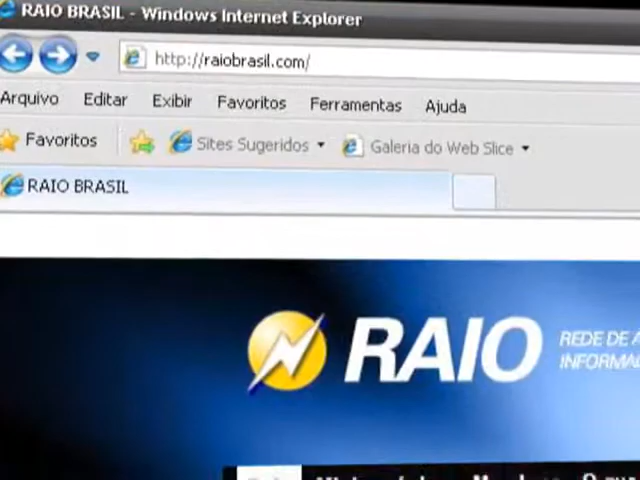 RAIO BRASIL - Windows Internet Explorer
http://raiobrasil.com/
Arquivo Editar Exibir Favoritos Ferramentas Ajuda
Favoritos Sites Sugeridos Galeria do Web Slice
RAIO BRASIL
RAIO
REDE DE A
INFORMA